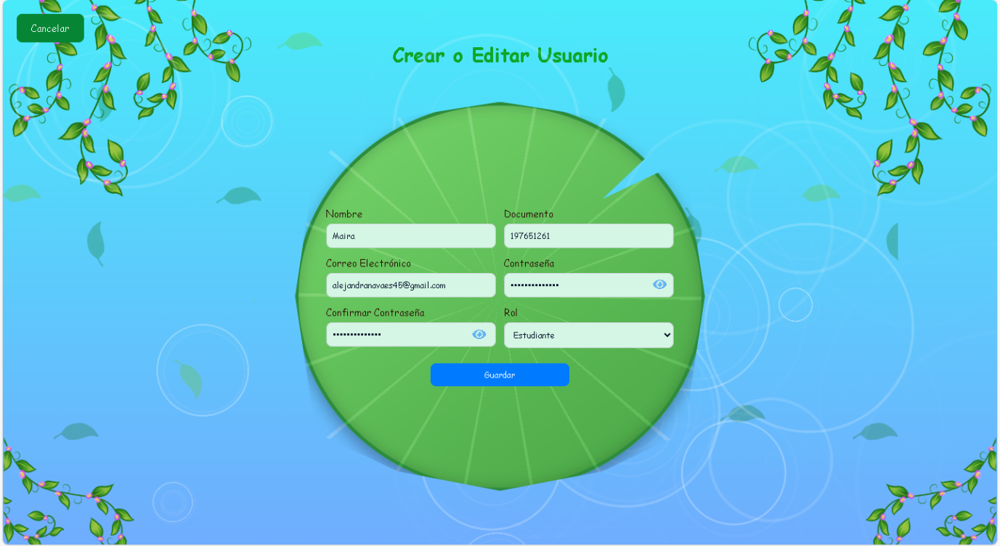 Cancelar
Crear o Editar Usuario
Nombre Documento
Maira 197651261
Correo Electrónico Contraseña
alejandranavaes45@gmail.com ••••••••••••••
Confirmar Contraseña Rol
•••••••••••••• Estudiante
Guardar